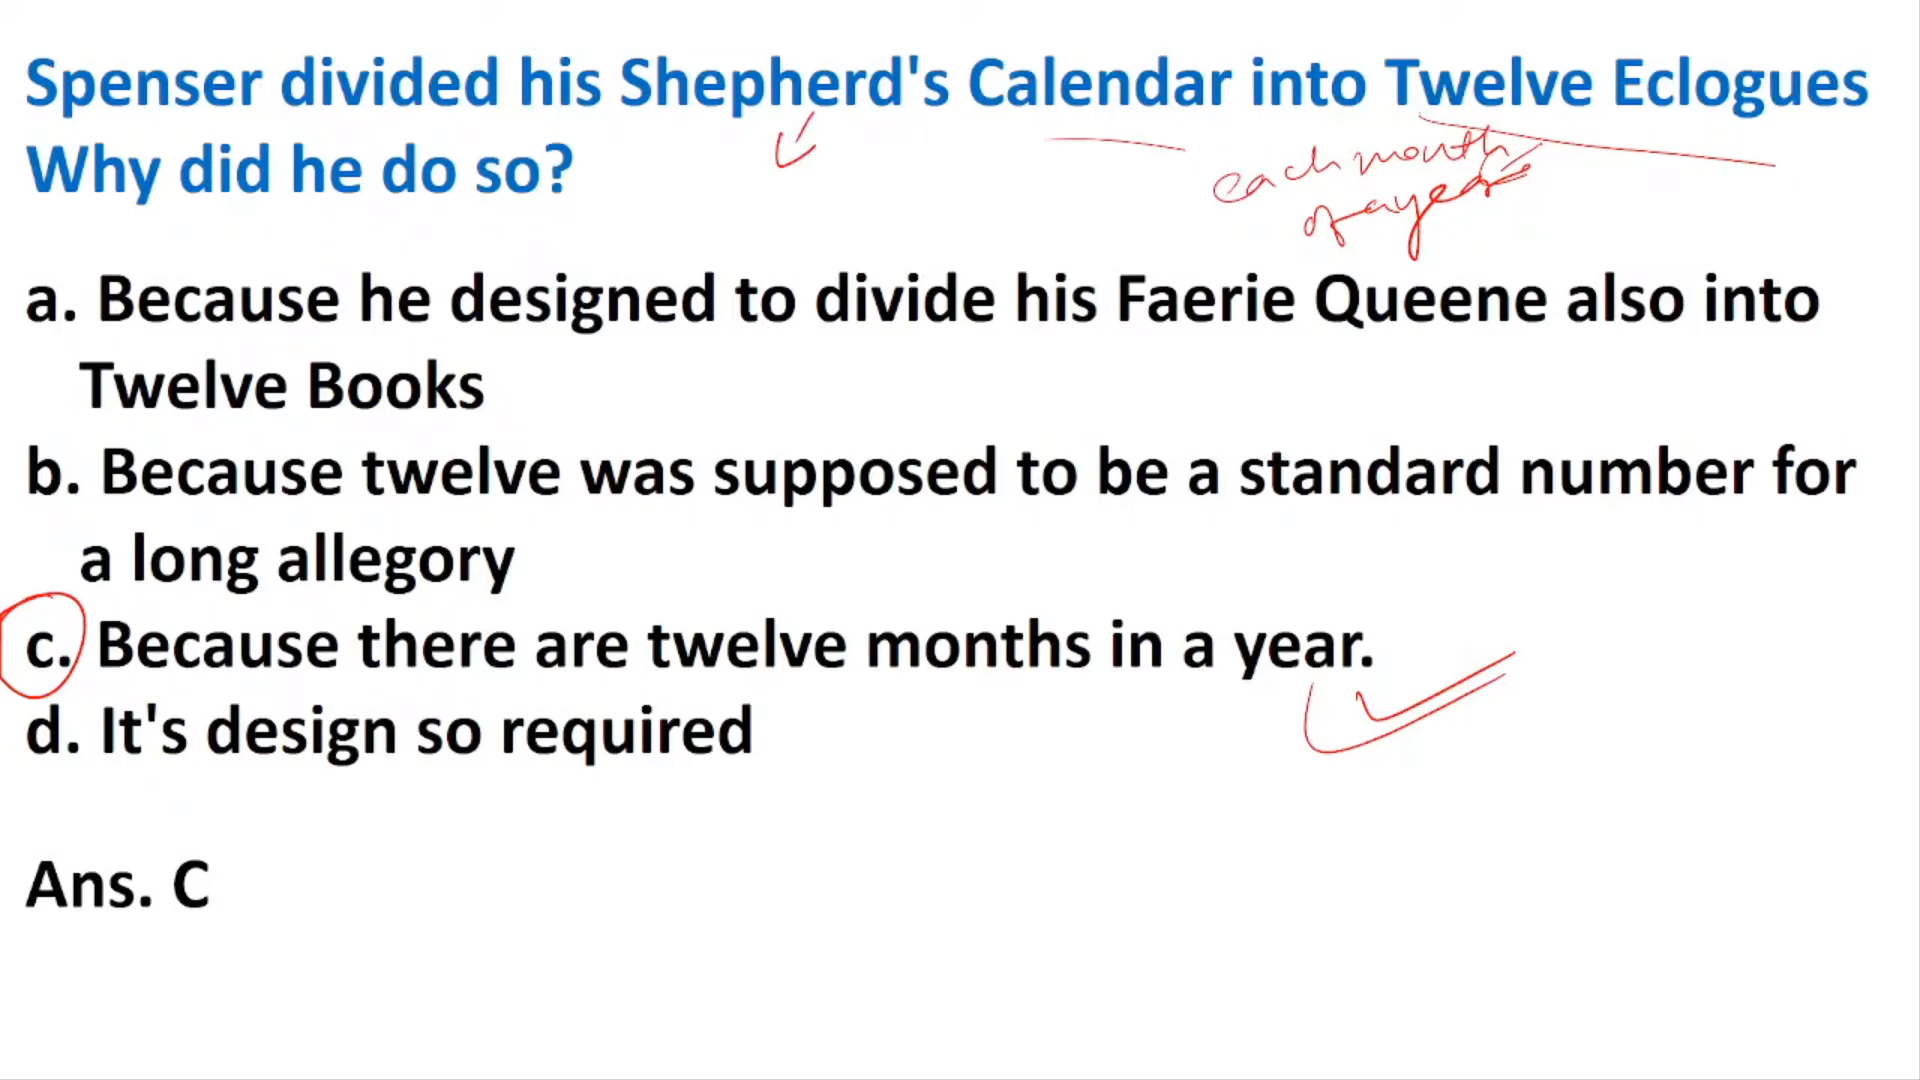 Spenser divided his Shepherd's Calendar into Twelve Eclogues
Why did he do so?
each month
of a year
a. Because he designed to divide his Faerie Queene also into
Twelve Books
b. Because twelve was supposed to be a standard number for
a long allegory
c. Because there are twelve months in a year.
d. It's design so required
Ans. C